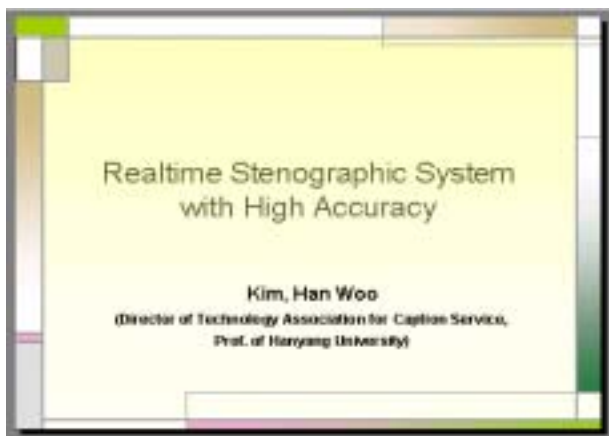 Realtime Stenographic System
with High Accuracy
Kim, Han Woo
(Director of Technology Association for Caption Service,
Prof. of Hanyang University)